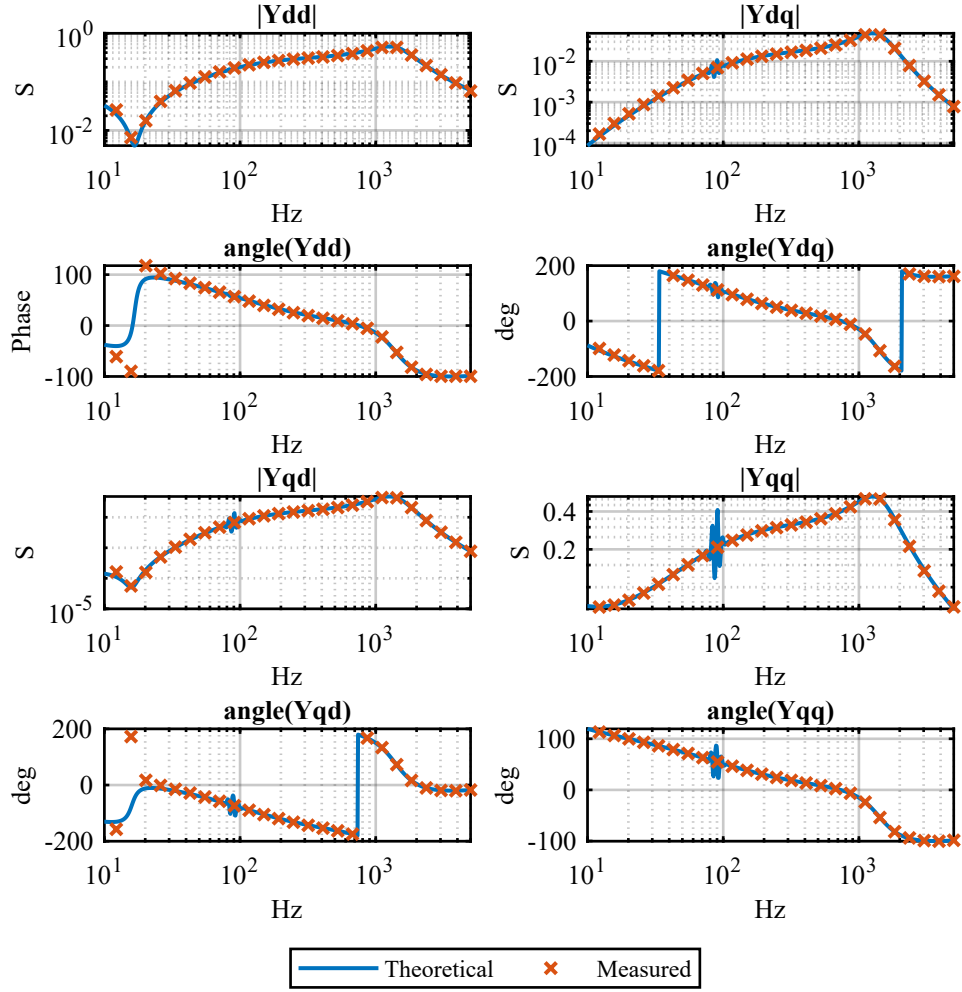 |Ydd|
|Ydq|
10^0
10^-2
S
10^-2
10^-3
10^-4
S
10^1 10^2 10^3
10^1 10^2 10^3
Hz
Hz
angle(Ydd)
angle(Ydq)
100
0
-100
Phase
200
0
-200
deg
10^1 10^2 10^3
10^1 10^2 10^3
Hz
Hz
|Yqd|
|Yqq|
10^-5
S
0.4
0.2
S
10^1 10^2 10^3
10^1 10^2 10^3
Hz
Hz
angle(Yqd)
angle(Yqq)
200
0
-200
deg
100
0
-100
deg
10^1 10^2 10^3
10^1 10^2 10^3
Hz
Hz
Theoretical Measured